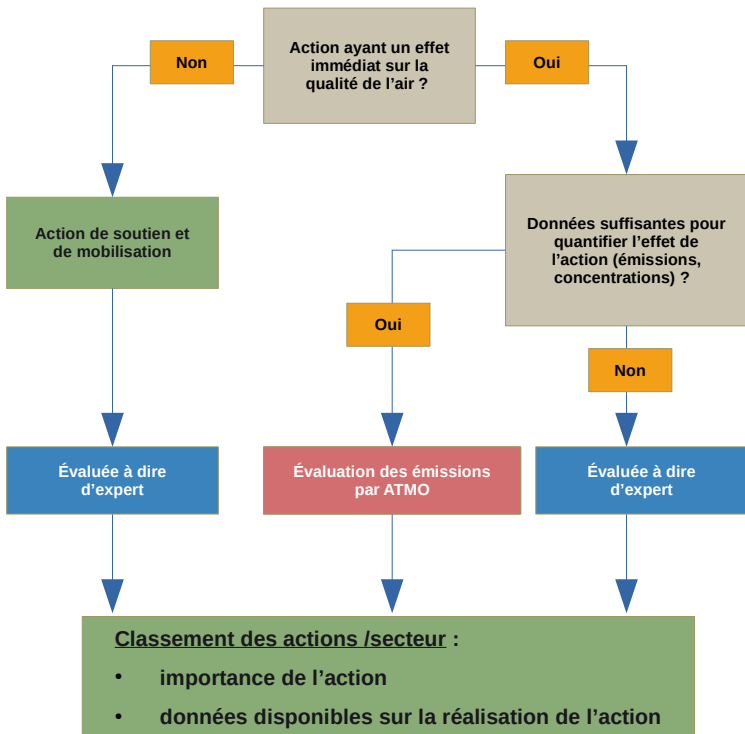 Action ayant un effet
immédiat sur la
qualité de l’air ?
Non
Oui
Action de soutien et
de mobilisation
Données suffisantes pour
quantifier l’effet de
l’action (émissions,
concentrations) ?
Oui
Non
Évaluée à dire
d’expert
Évaluation des émissions
par ATMO
Évaluée à dire
d’expert
Classement des actions /secteur :
• importance de l’action
• données disponibles sur la réalisation de l’action